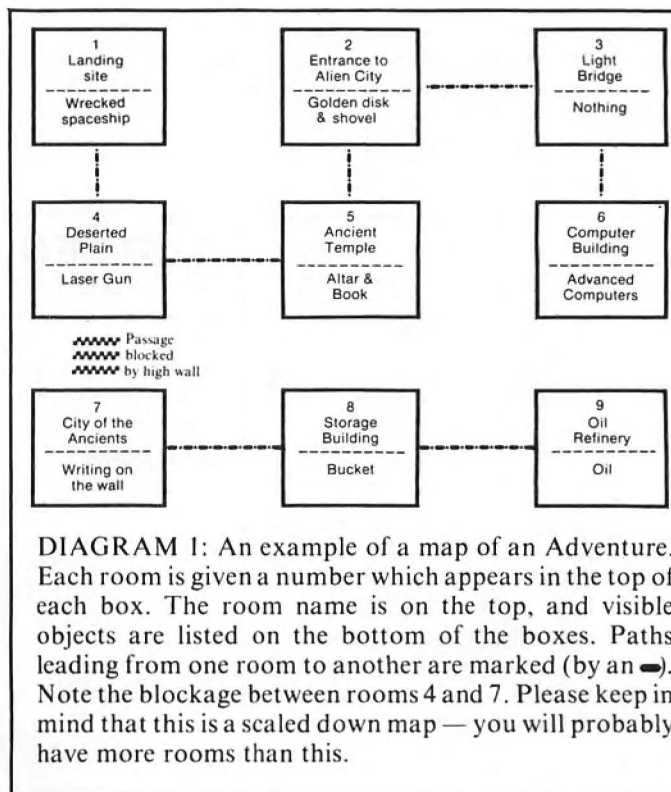 1
Landing
site
Wrecked
spaceship
2
Entrance to
Alien City
Golden disk
& shovel
3
Light
Bridge
Nothing
4
Deserted
Plain
Laser Gun
5
Ancient
Temple
Altar &
Book
6
Computer
Building
Advanced
Computers
Passage
blocked
by high wall
7
City of the
Ancients
Writing on
the wall
8
Storage
Building
Bucket
9
Oil
Refinery
Oil
DIAGRAM 1: An example of a map of an Adventure.
Each room is given a number which appears in the top of
each box. The room name is on the top, and visible
objects are listed on the bottom of the boxes. Paths
leading from one room to another are marked (by an ▬).
Note the blockage between rooms 4 and 7. Please keep in
mind that this is a scaled down map — you will probably
have more rooms than this.